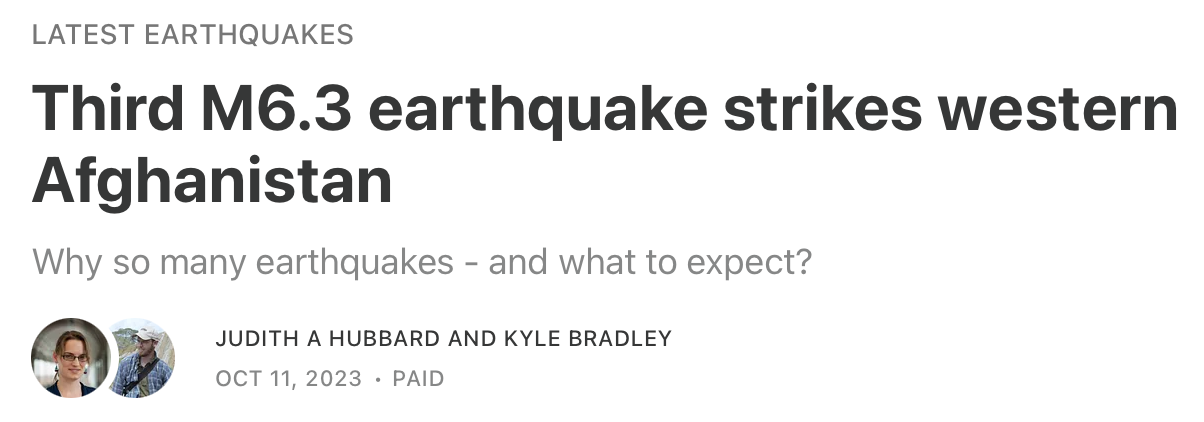 LATEST EARTHQUAKES
Third M6.3 earthquake strikes western
Afghanistan
Why so many earthquakes - and what to expect?
JUDITH A HUBBARD AND KYLE BRADLEY
OCT 11, 2023 • PAID